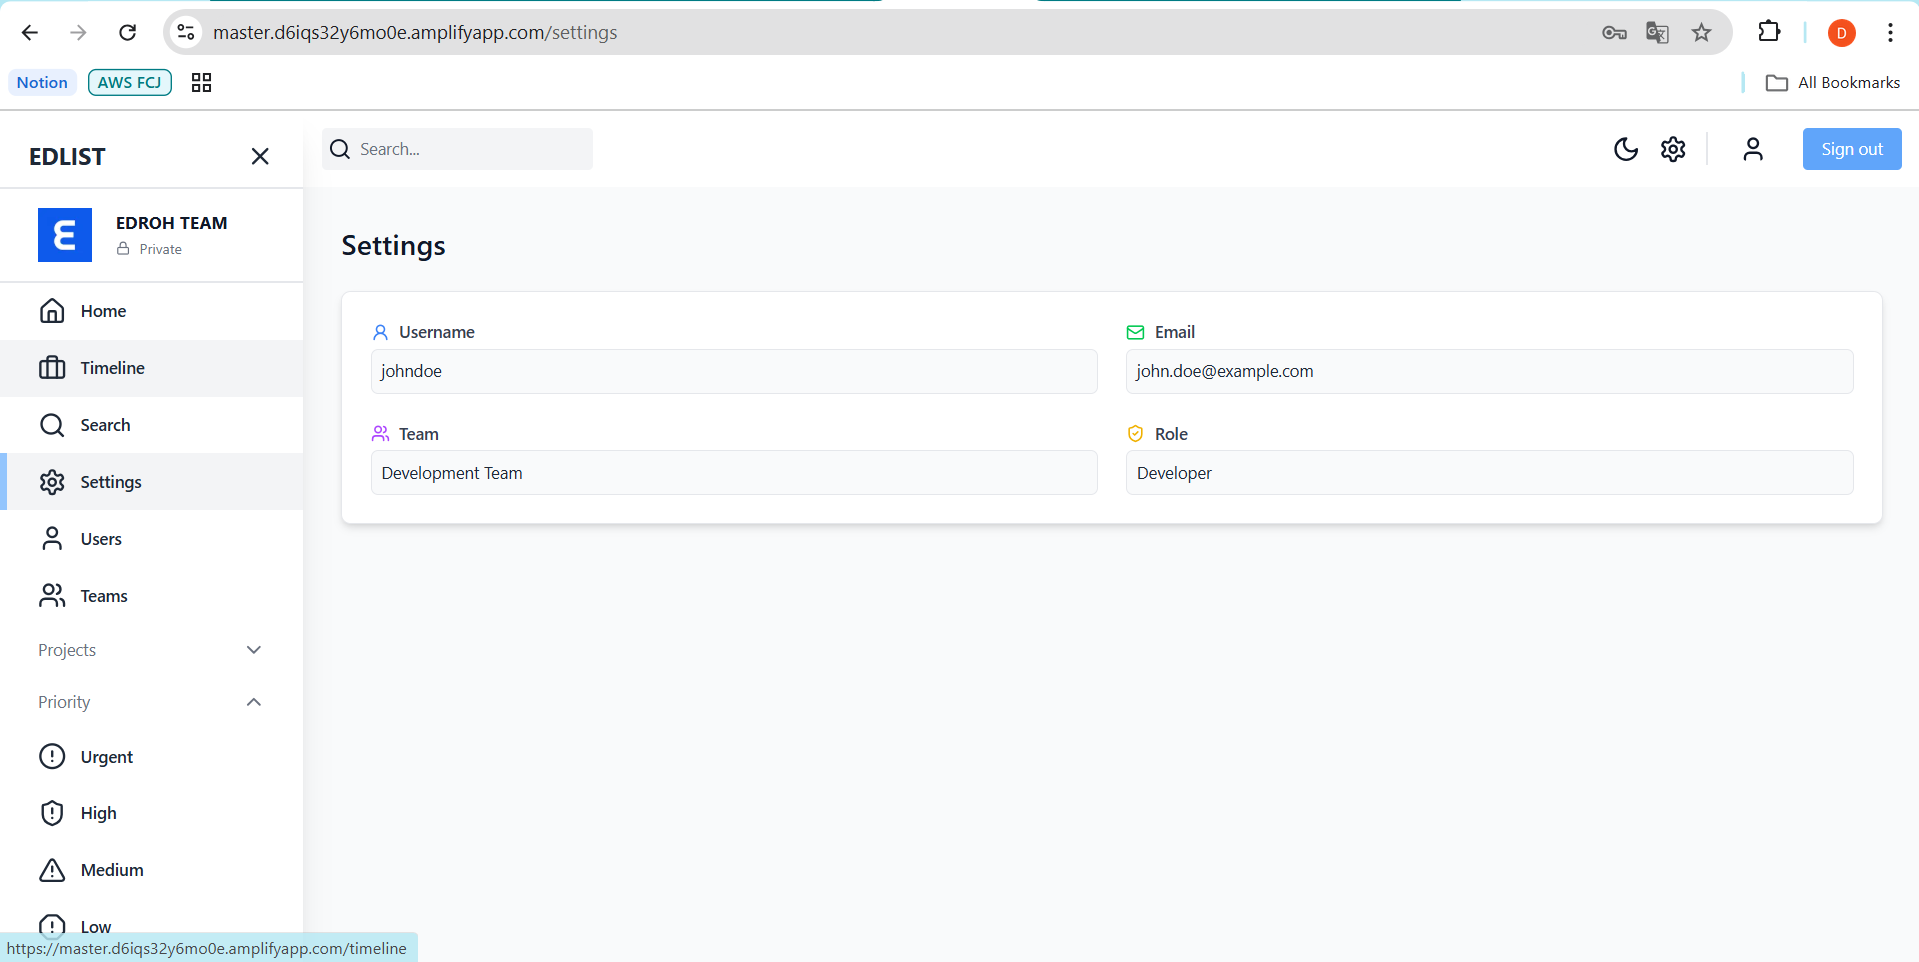 master.d6iqs32y6mo0e.amplifyapp.com/settings
D
Notion
AWS FCJ
All Bookmarks
EDLIST
Search...
Sign out
EDROH TEAM
Private
Home
Timeline
Search
Settings
Users
Teams
Projects
Priority
Urgent
High
Medium
Low
Settings
Username
johndoe
Email
john.doe@example.com
Team
Development Team
Role
Developer
https://master.d6iqs32y6mo0e.amplifyapp.com/timeline